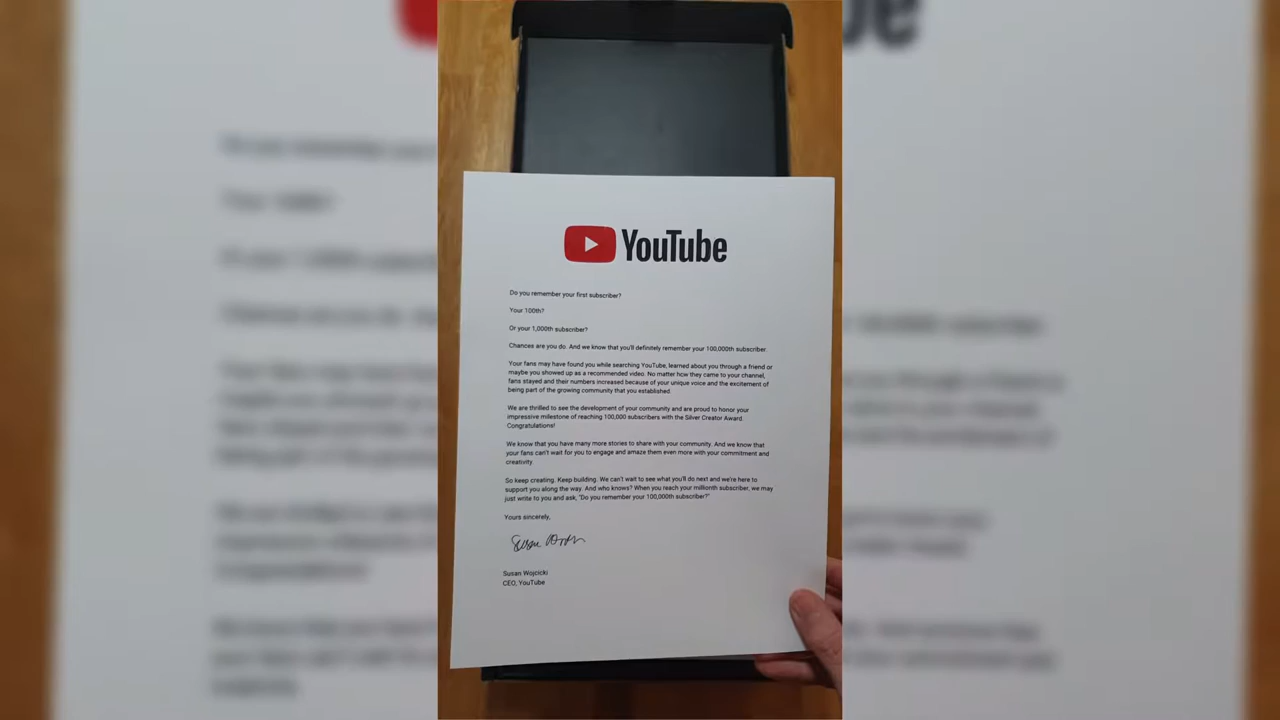 YouTube
Do you remember your first subscriber?
Your 100th?
Or your 1,000th subscriber?
Chances are you do. And we know that you'll definitely remember your 100,000th subscriber.
Your fans may have found you while searching YouTube, learned about you through a friend or
maybe you showed up as a recommended video. No matter how they came to your channel,
fans stayed and their numbers increased because of your unique voice and the excitement of
being part of the growing community that you established.
We are thrilled to see the development of your community and are proud to honor your
impressive milestone of reaching 100,000 subscribers with the Silver Creator Award.
Congratulations!
We know that you have many more stories to share with your community. And we know that
your fans can't wait for you to engage and amaze them even more with your commitment and
creativity.
So keep creating. Keep building. We can't wait to see what you'll do next and we're here to
support you along the way. And who knows? When you reach your millionth subscriber, we may
just write to you and ask, "Do you remember your 100,000th subscriber?"
Yours sincerely,
Susan Wojcicki
CEO, YouTube